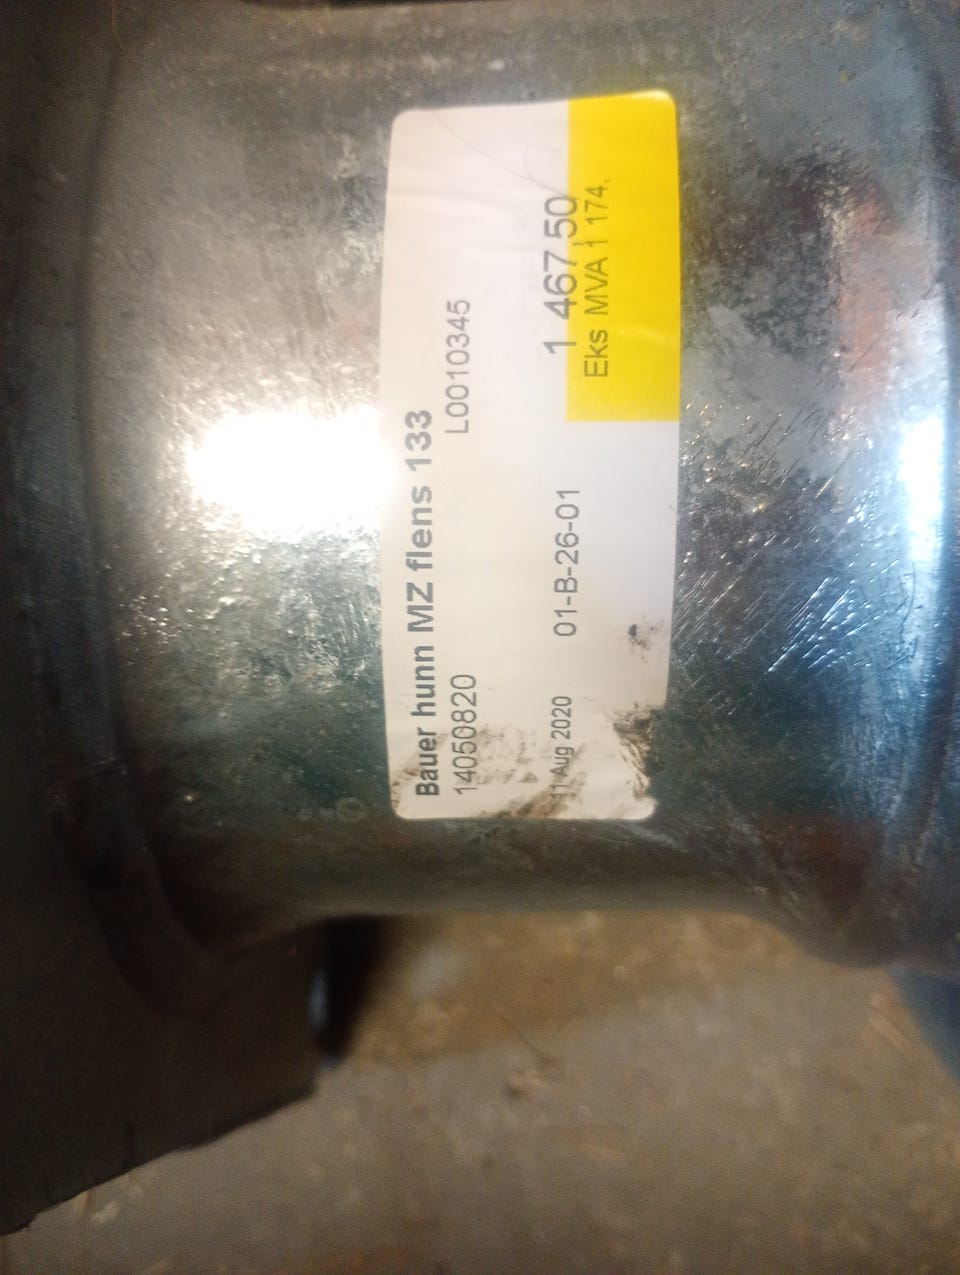 Bauer hunn MZ flens 133
14050820 L0010345
11 Aug 2020 01-B-26-01 1 467,50
Eks MVA 1 174,